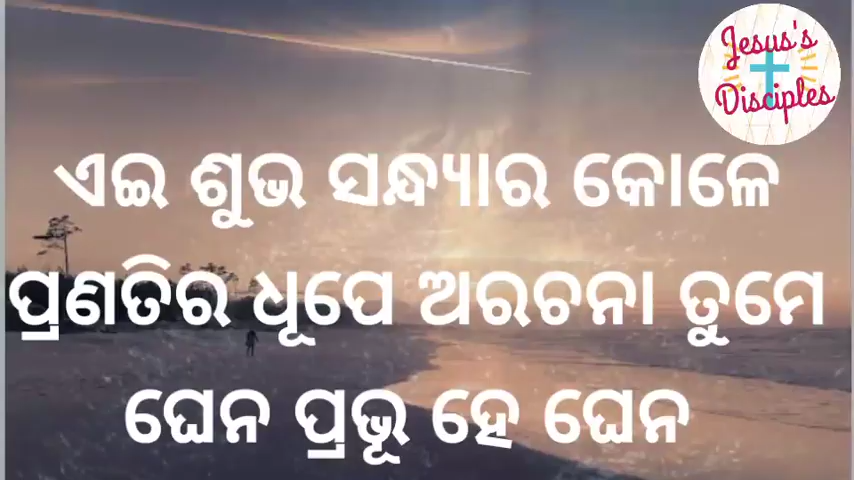 Jesus's
Disciples
ଏଇ ଶୁଭ ସନ୍ଧ୍ୟାର କୋଳେ
ପ୍ରଣତିର ଧୂପେ ଅରଚନା ତୁମେ
ଘେନ ପ୍ରଭୂ ହେ ଘେନ